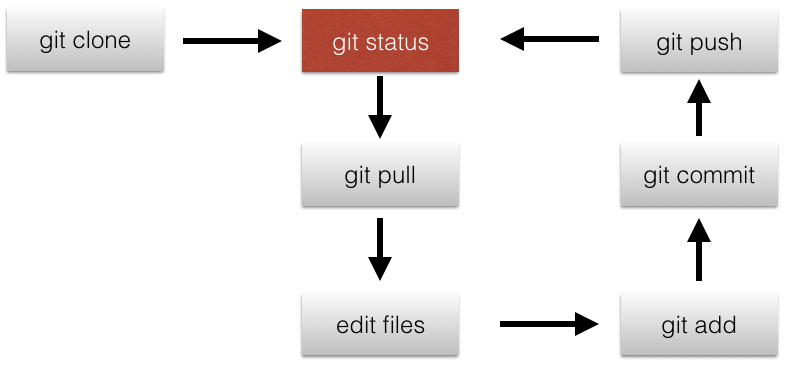 git clone
git status
git push
git pull
git commit
edit files
git add